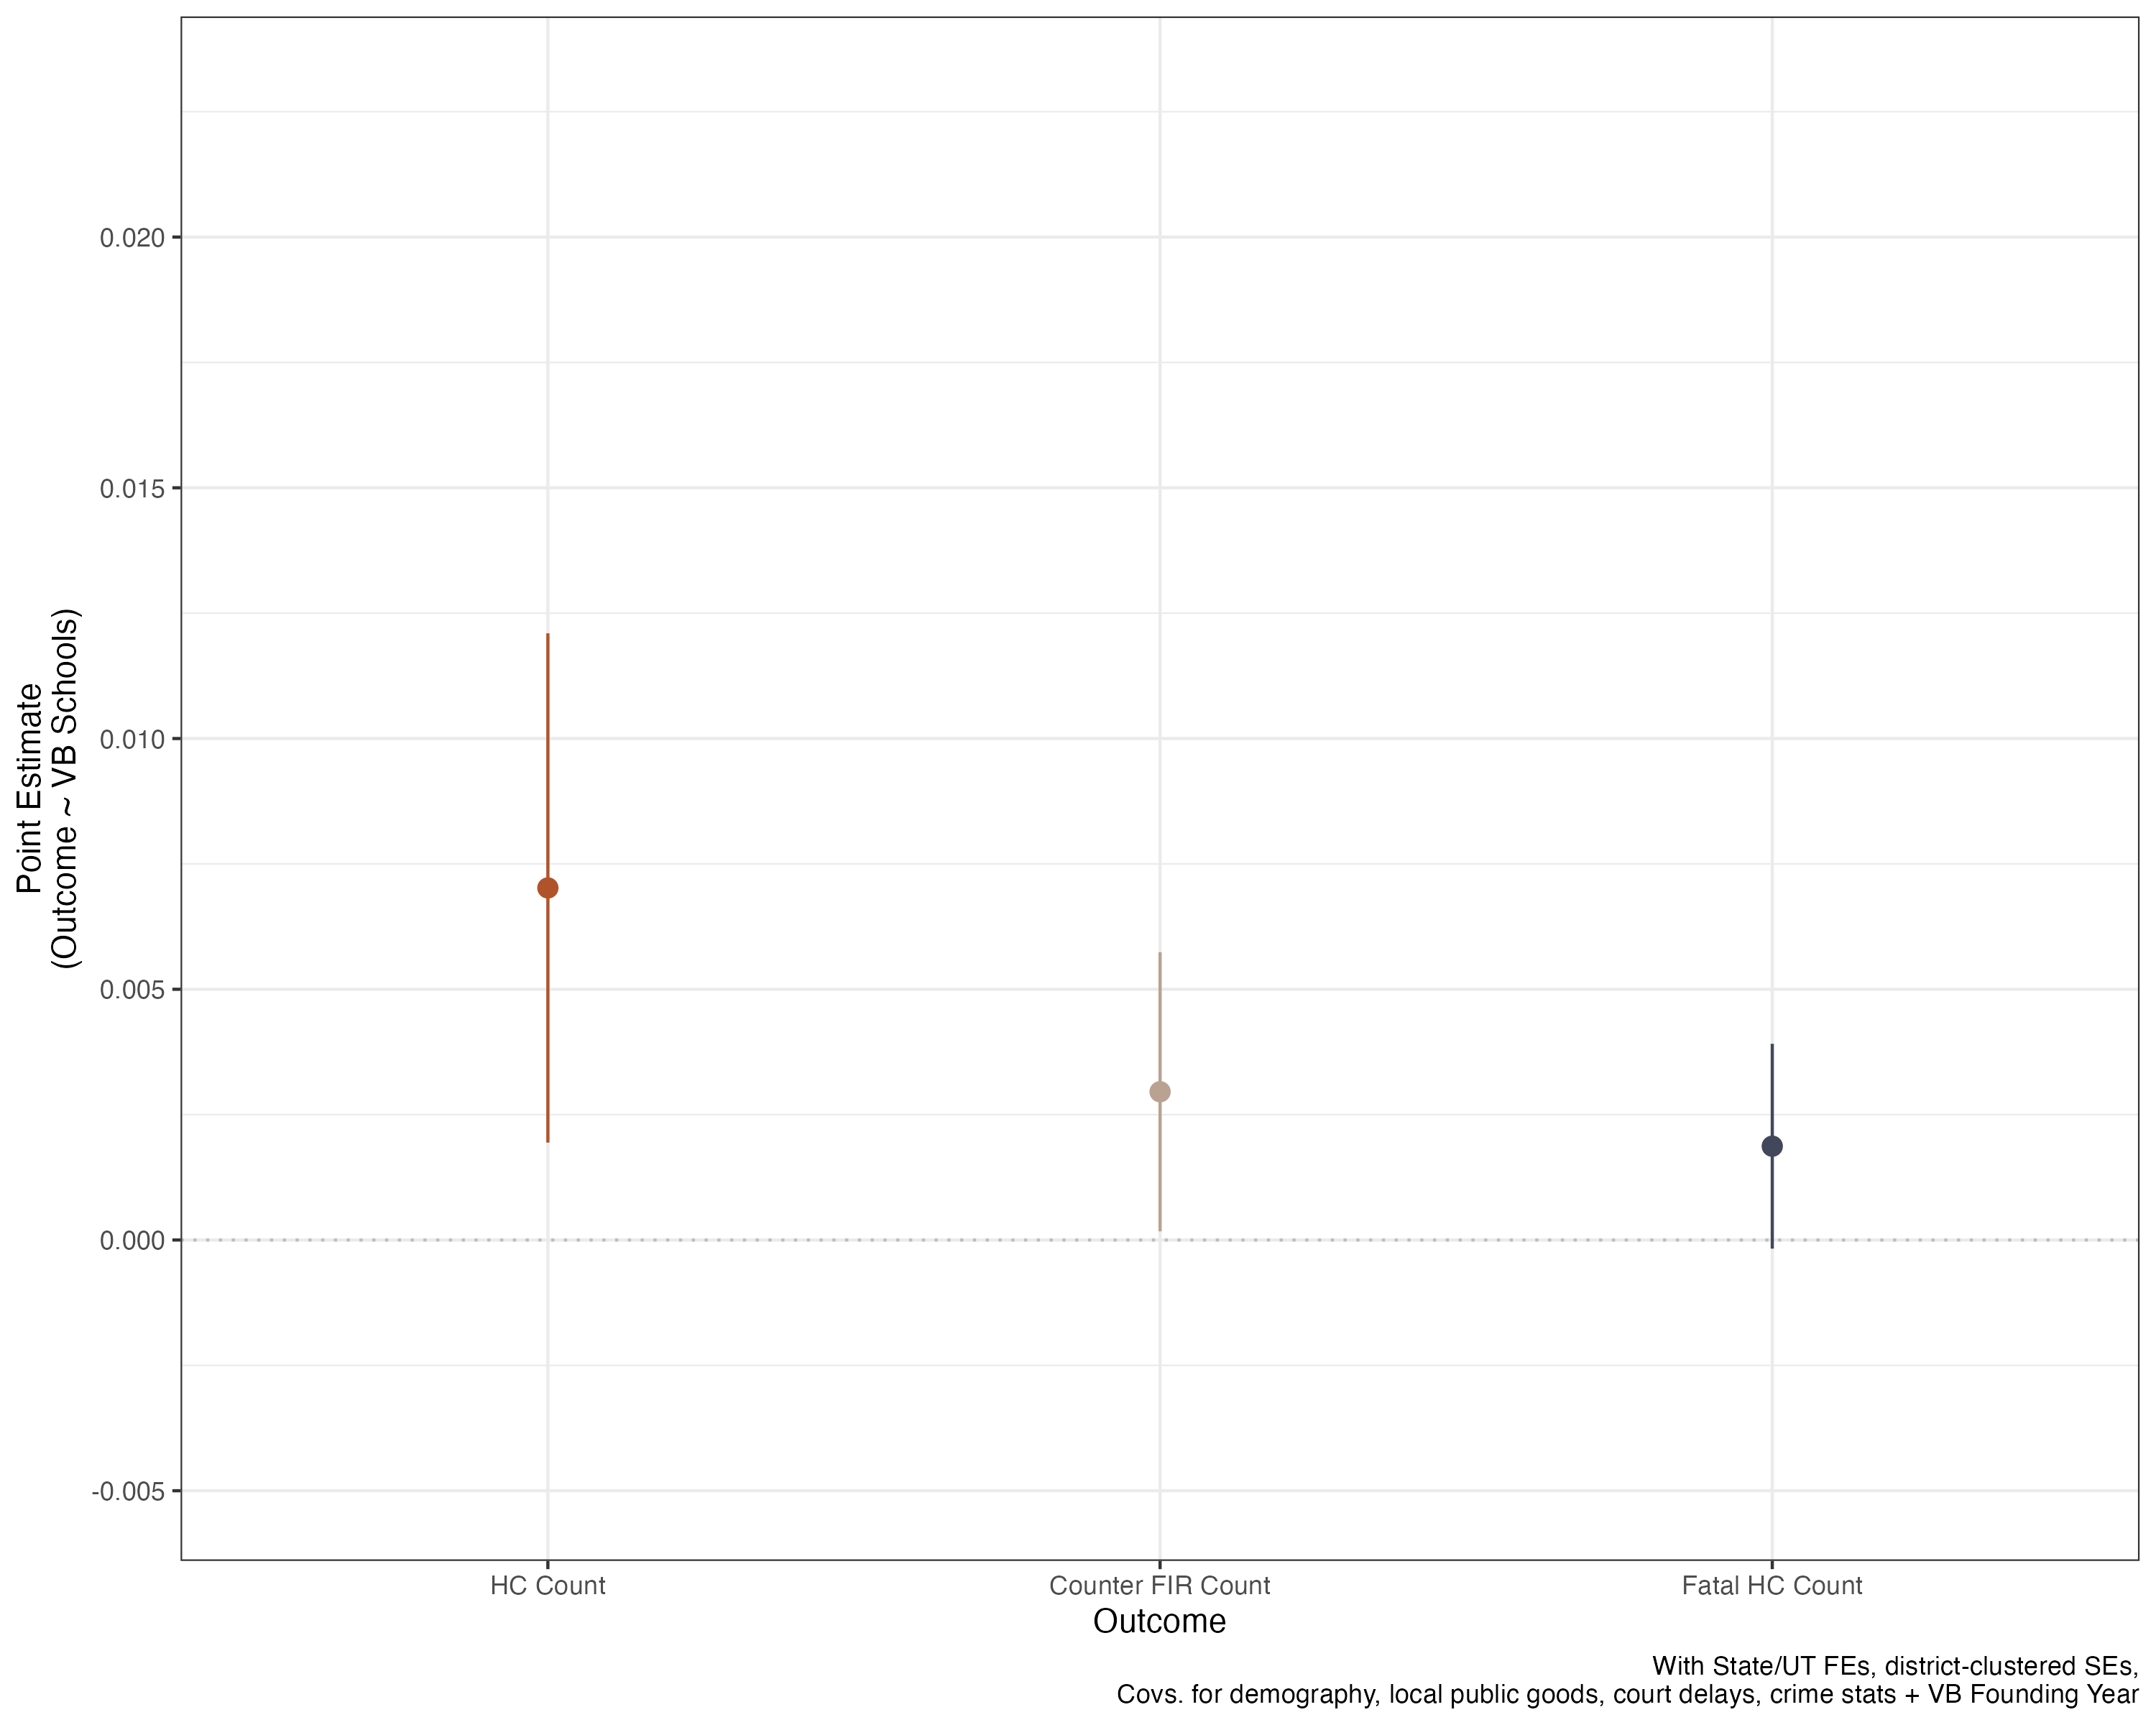 Point Estimate
(Outcome ~ VB Schools)
0.020
0.015
0.010
0.005
0.000
-0.005
HC Count
Counter FIR Count
Fatal HC Count
Outcome
With State/UT FEs, district-clustered SEs,
Covs. for demography, local public goods, court delays, crime stats + VB Founding Year